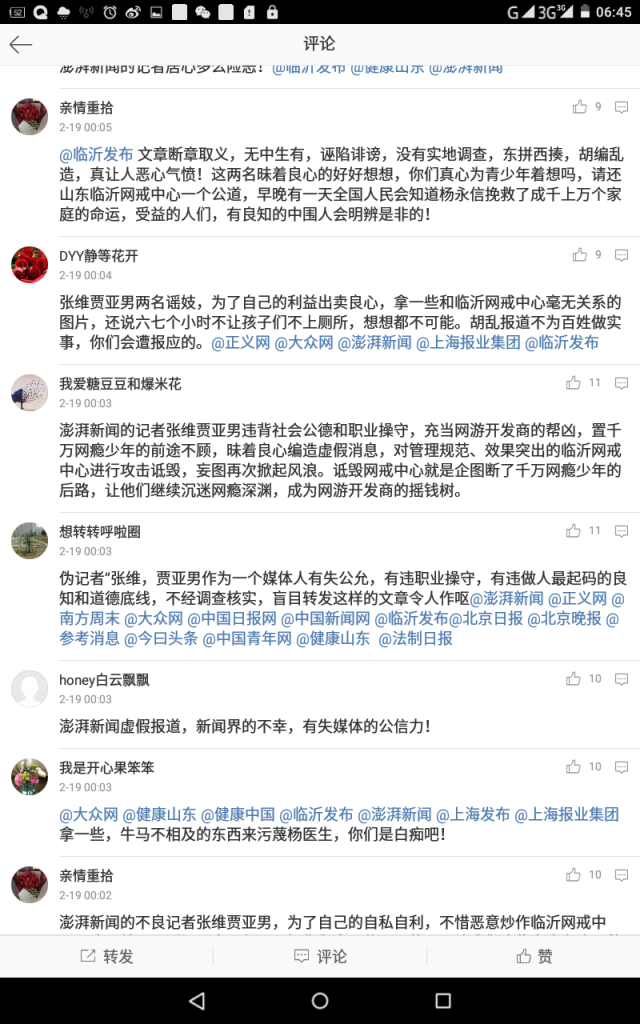 52
G 3G 3G 06:45
评论
澎湃新闻的记者居心多么险恶！@临沂发布 @健康山东 @澎湃新闻
亲情重拾
9
2-19 00:05
@临沂发布 文章断章取义，无中生有，诬陷诽谤，没有实地调查，东拼西揍，胡编乱
造，真让人恶心气愤！这两名昧着良心的好好想想，你们真心为青少年着想吗，请还
山东临沂网戒中心一个公道，早晚有一天全国人民会知道杨永信挽救了成千上万个家
庭的命运，受益的人们，有良知的中围人会明辨是非的！
DYY静等花开
9
2-19 00:04
张维贾亚男两名谣妓，为了自己的利益出卖良心，拿一些和临沂网戒中心毫无关系的
图片，还说六七个小时不让孩子们不上厕所，想想都不可能。胡乱报道不为百姓做实
事，你们会遭报应的。@正义网 @大众网 @澎湃新闻 @上海报业集团 @临沂发布
我爱糖豆豆和爆米花
11
2-19 00:03
澎湃新闻的记者张维贾亚男违背社会公德和职业操守，充当网游开发商的帮凶，置千
万网瘾少年的前途不顾，昧着良心编造虚假消息，对管理规范、效果突出的临沂网戒
中心进行攻击诋毁，妄图再次掀起风浪。诋毁网戒中心就是企图断了千万网瘾少年的
后路，让他们继续沉迷网瘾深渊，成为网游开发商的摇钱树。
想转转呼啦圈
11
2-19 00:03
伪记者“张维，贾亚男作为一个媒体人有失公允，有违职业操守，有违做人最起码的良
知和道德底线，不经调查核实，盲目转发这样的文章令人作呕@澎湃新闻 @正义网 @
南方周末 @大众网 @中国日报网 @中国新闻网 @临沂发布@北京日报 @北京晚报 @
参考消息 @今日头条 @中国青年网 @健康山东 @法制日报
honey白云飘飘
10
2-19 00:03
澎湃新闻虚假报道，新闻界的不幸，有失媒体的公信力！
我是开心果笨笨
10
2-19 00:03
@大众网 @健康山东 @健康中国 @临沂发布 @澎湃新闻 @上海发布 @上海报业集团
拿一些，牛马不相及的东西来污蔑杨医生，你们是白痴吧！
亲情重拾
10
2-19 00:02
澎湃新闻的不良记者张维贾亚男，为了自己的自私自利，不惜恶意炒作临沂网戒中
转发
评论
赞